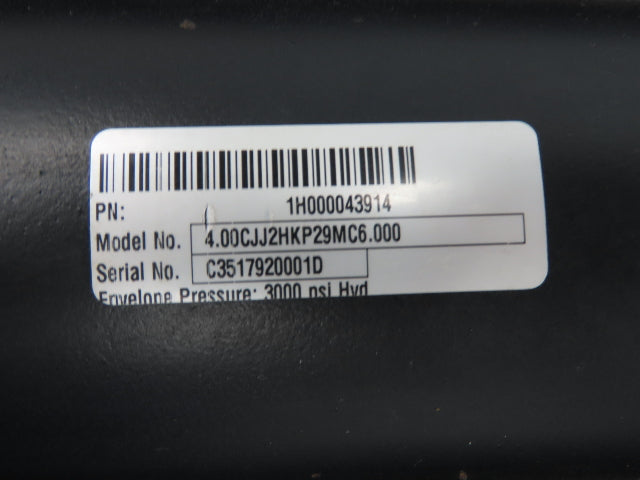 PN: 1H000043914
Model No. 4.00CJJ2HKP29MC6.000
Serial No. C3517920001D
Envelope Pressure: 3000 psi Hyd